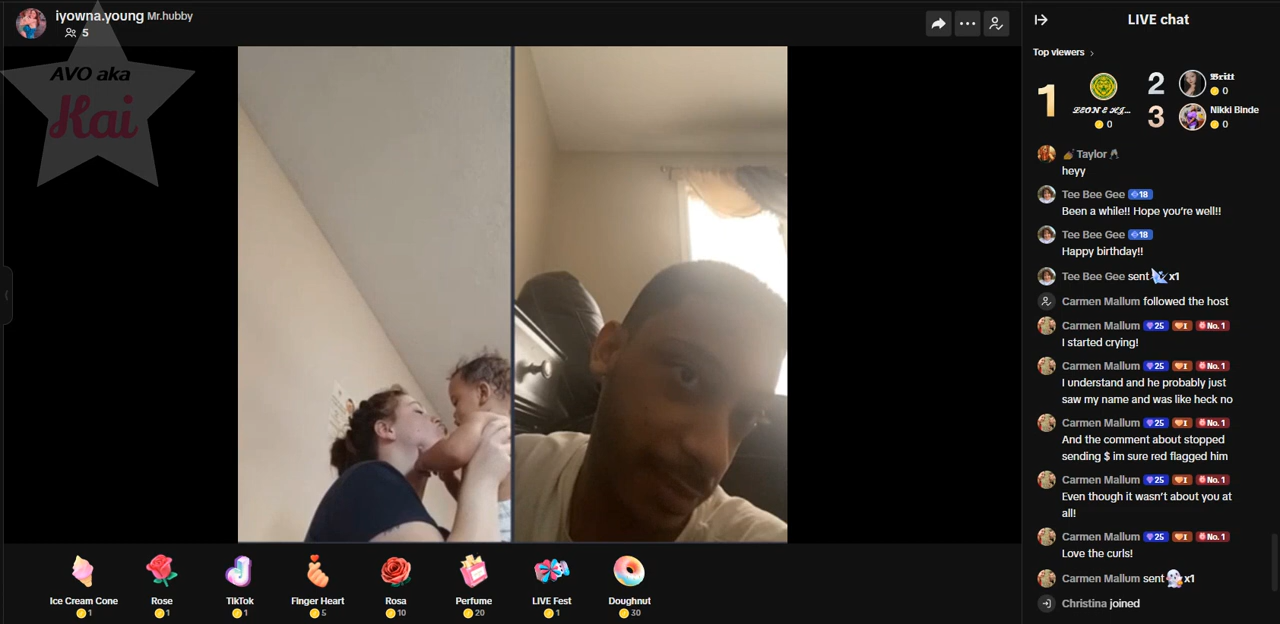 iyowna.young Mr.hubby
5
AVO aka
Kai
LIVE chat
Top viewers
1
ƵEOҠE ҠI...
0
2
𝕭𝖗𝖎𝖙𝖙
0
3
Nikki Binde
0
Taylor
heyy
Tee Bee Gee 18
Been a while!! Hope you're well!!
Tee Bee Gee 18
Happy birthday!!
Tee Bee Gee sent x1
Carmen Mallum followed the host
Carmen Mallum 25 I No. 1
I started crying!
Carmen Mallum 25 I No. 1
I understand and he probably just
saw my name and was like heck no
Carmen Mallum 25 I No. 1
And the comment about stopped
sending $ im sure red flagged him
Carmen Mallum 25 I No. 1
Even though it wasn't about you at
all!
Carmen Mallum 25 I No. 1
Love the curls!
Carmen Mallum sent x1
Christina joined
Ice Cream Cone
1
Rose
1
TikTok
1
Finger Heart
5
Rosa
10
Perfume
20
LIVE Fest
1
Doughnut
30